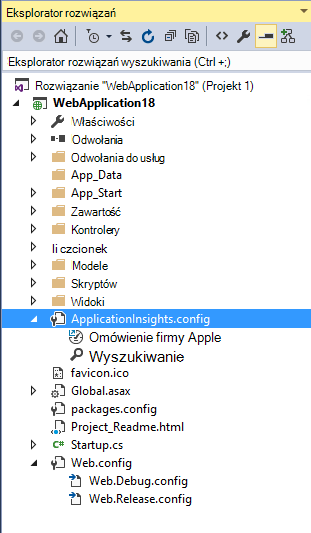 Eksplorator rozwiązań
Eksplorator rozwiązań wyszukiwania (Ctrl +;)
Rozwiązanie "WebApplication18" (Projekt 1)
WebApplication18
Właściwości
Odwołania
Odwołania do usług
App_Data
App_Start
Zawartość
Kontrolery
li czcionek
Modele
Skryptów
Widoki
ApplicationInsights.config
Omówienie firmy Apple
Wyszukiwanie
favicon.ico
Global.asax
packages.config
Project_Readme.html
C# Startup.cs
Web.config
Web.Debug.config
Web.Release.config